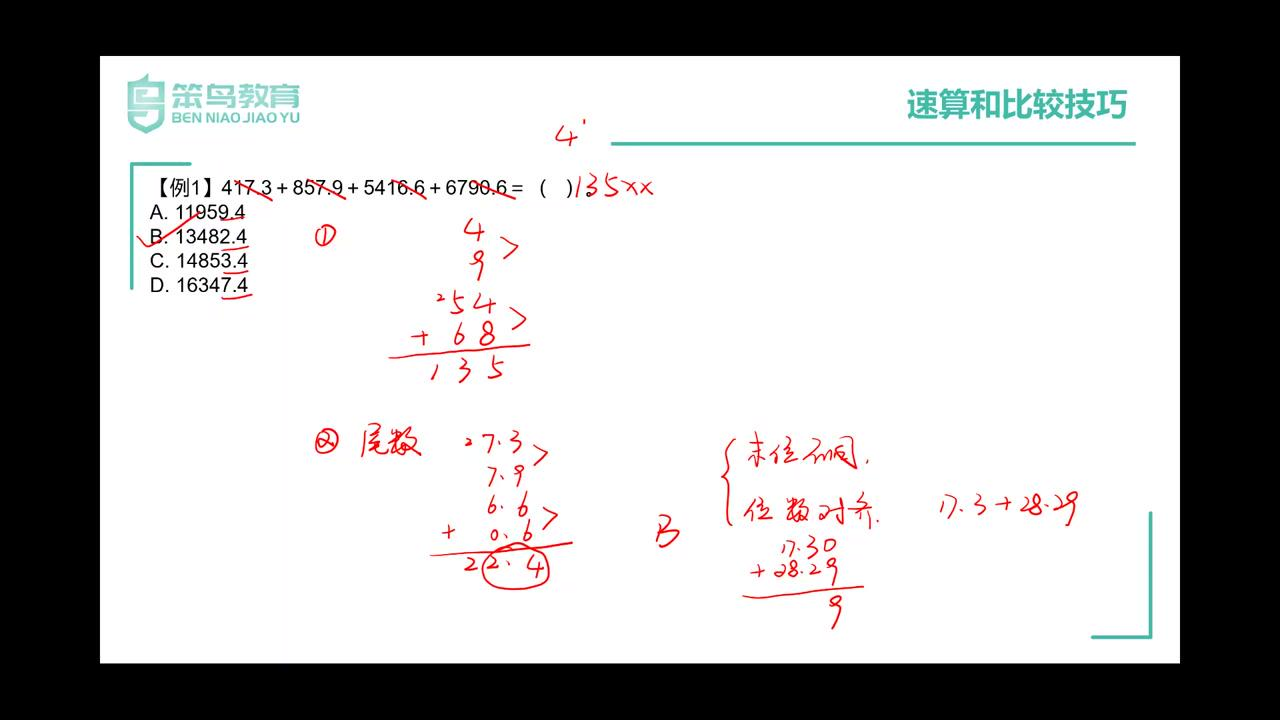 笨鸟教育
BEN NIAO JIAO YU
速算和比较技巧
4
【例1】417.3+857.9+5416.6+6790.6=（ ）135xx
A. 11959.4
B. 13482.4
C. 14853.4
D. 16347.4
①
4
9
²54
+ 68
135
② 尾数
²7.3
7.9
6.6
+ 0.6
22.4
B
末位不同.
位数对齐.
17.3+28.29
17.30
+28.29
9